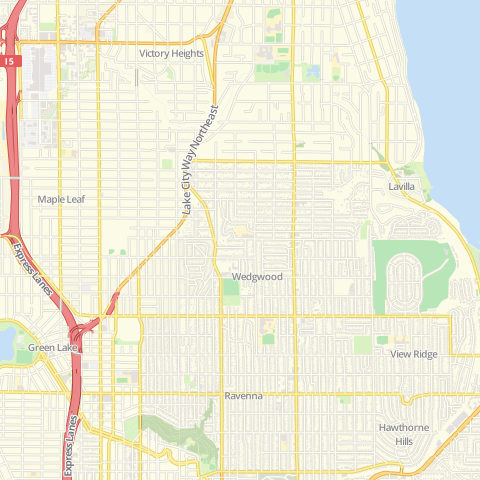 Victory Heights
I 5
Lake City Way Northeast
Lavilla
Maple Leaf
Express Lanes
Wedgwood
Green Lake
View Ridge
Ravenna
Hawthorne
Hills
Express Lanes